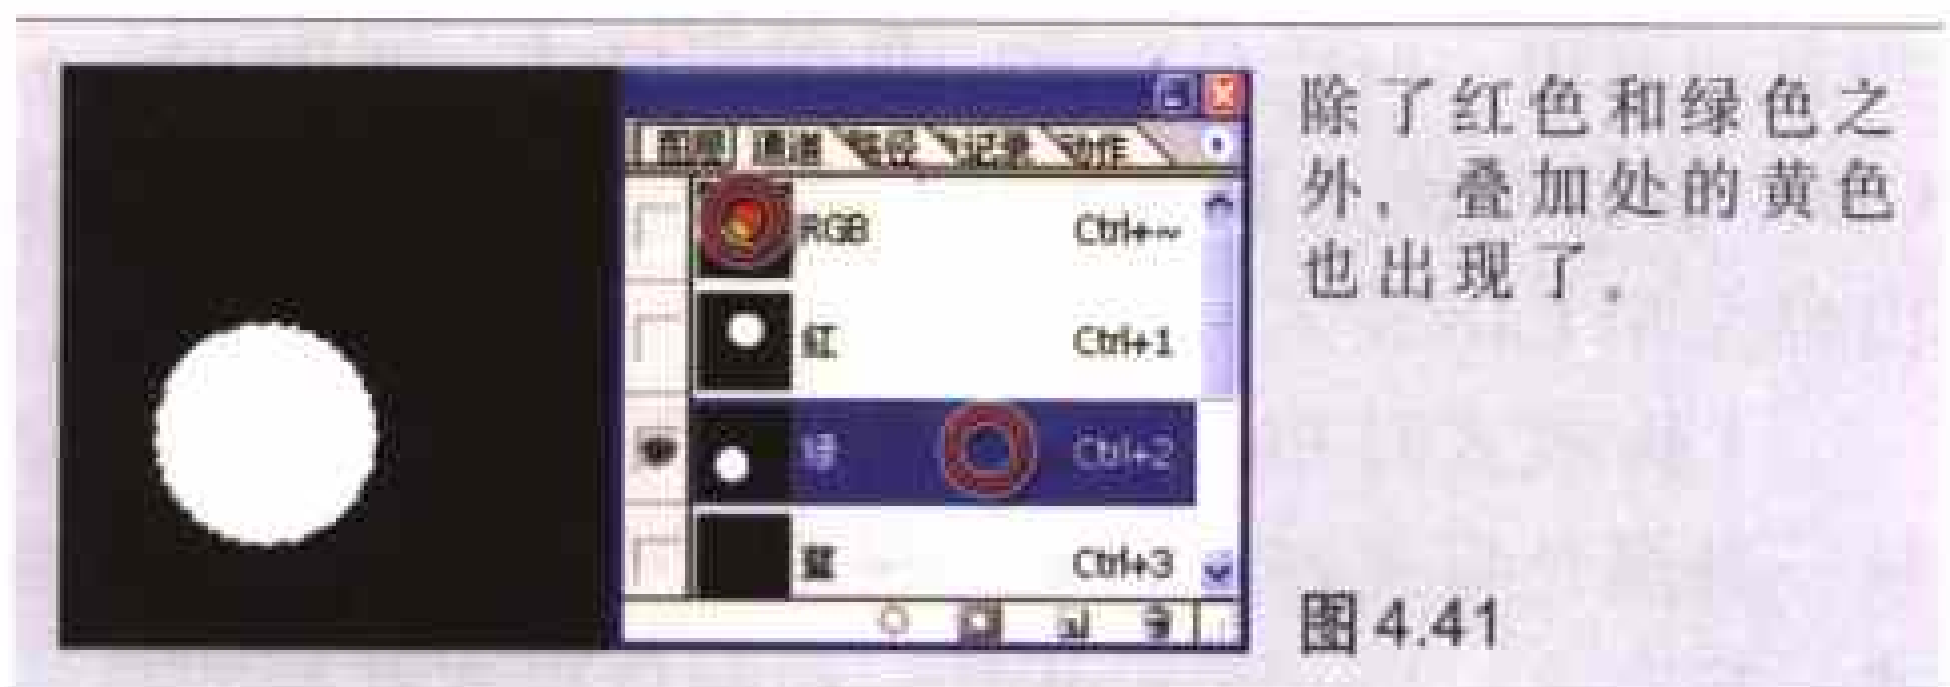 图层 通道 路径 记录 动作
RGB Ctrl+~
红 Ctrl+1
绿 Ctrl+2
蓝 Ctrl+3
除了红色和绿色之
外，叠加处的黄色
也出现了。
图4.41